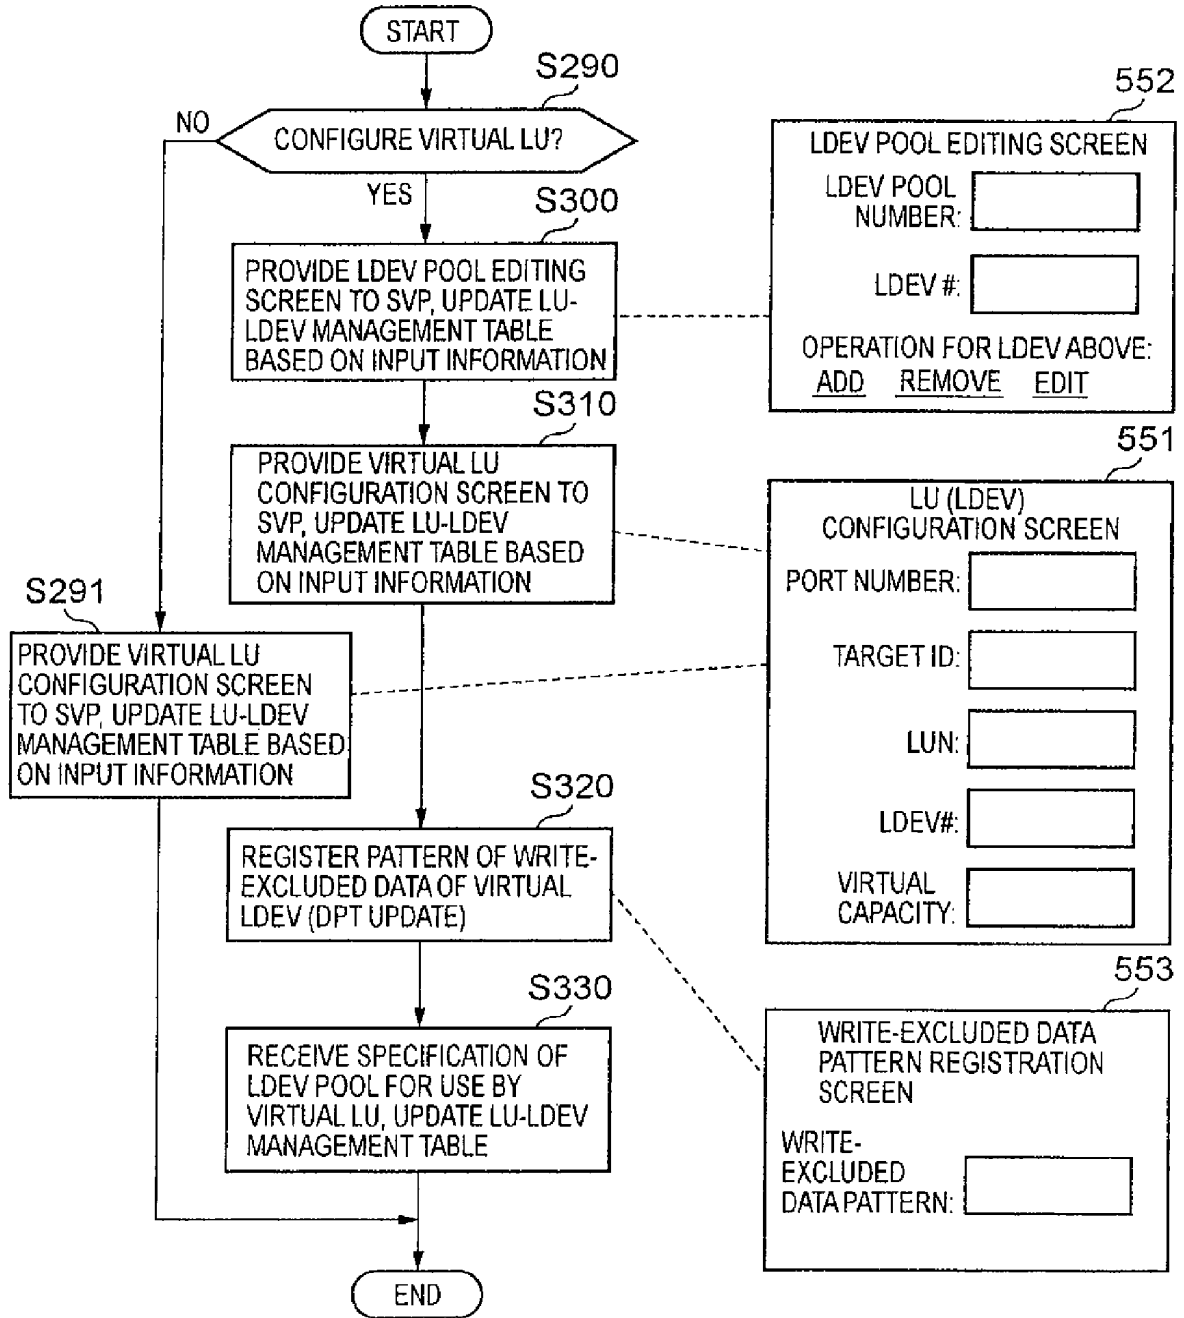 START
S290
NO
CONFIGURE VIRTUAL LU?
YES
S300
PROVIDE LDEV POOL EDITING
SCREEN TO SVP, UPDATE LU-
LDEV MANAGEMENT TABLE
BASED ON INPUT INFORMATION
S310
PROVIDE VIRTUAL LU
CONFIGURATION SCREEN TO
SVP, UPDATE LU-LDEV
MANAGEMENT TABLE BASED
ON INPUT INFORMATION
S291
PROVIDE VIRTUAL LU
CONFIGURATION SCREEN
TO SVP, UPDATE LU-LDEV
MANAGEMENT TABLE BASED
ON INPUT INFORMATION
S320
REGISTER PATTERN OF WRITE-
EXCLUDED DATA OF VIRTUAL
LDEV (DPT UPDATE)
S330
RECEIVE SPECIFICATION OF
LDEV POOL FOR USE BY
VIRTUAL LU, UPDATE LU-LDEV
MANAGEMENT TABLE
END
552
LDEV POOL EDITING SCREEN
LDEV POOL
NUMBER:
LDEV #:
OPERATION FOR LDEV ABOVE:
ADD REMOVE EDIT
551
LU (LDEV)
CONFIGURATION SCREEN
PORT NUMBER:
TARGET ID:
LUN:
LDEV#:
VIRTUAL
CAPACITY:
553
WRITE-EXCLUDED DATA
PATTERN REGISTRATION
SCREEN
WRITE-
EXCLUDED
DATA PATTERN: